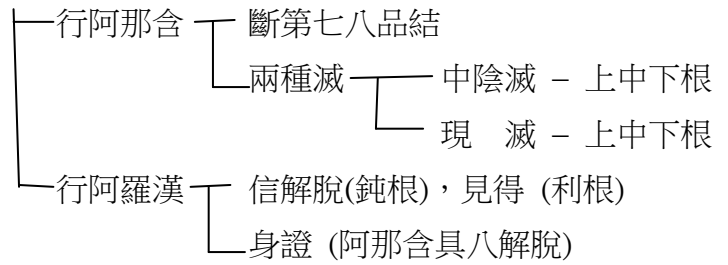 行阿那含 斷第七八品結
兩種滅 中陰滅 – 上中下根
現　滅 – 上中下根
行阿羅漢 信解脫(鈍根)，見得 (利根)
身證 (阿那含具八解脫)